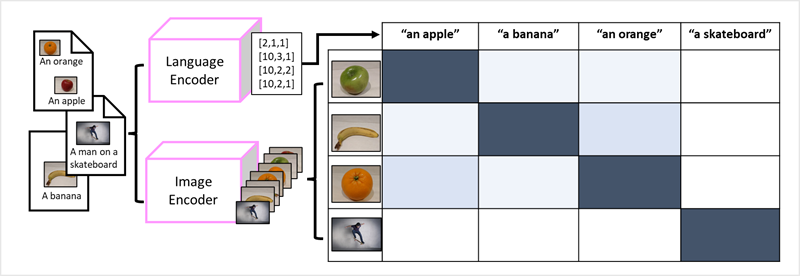 An orange
An apple
A man on a
skateboard
A banana
Language
Encoder
[2,1,1]
[10,3,1]
[10,2,2]
[10,2,1]
Image
Encoder
“an apple”
“a banana”
“an orange”
“a skateboard”